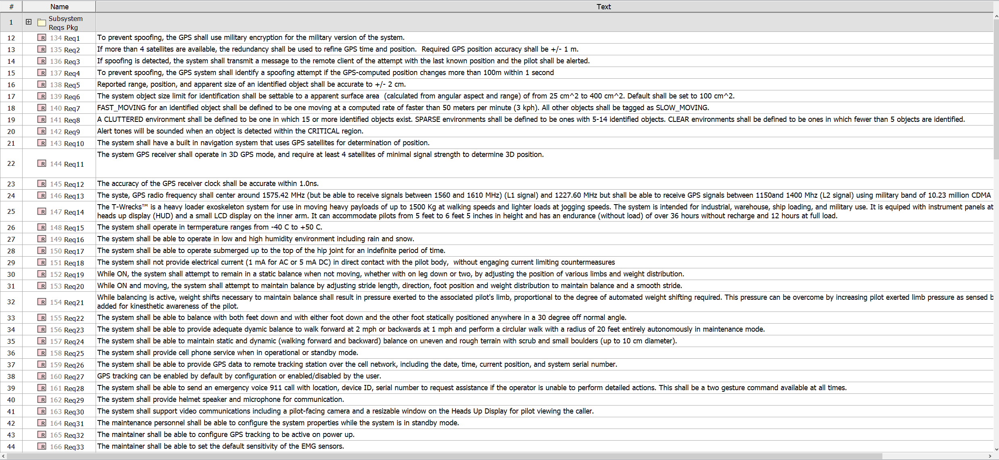 # Name Text
1 Subsystem
Reqs Pkg
12 R 134 Req1 To prevent spoofing, the GPS shall use military encryption for the military version of the system.
13 R 135 Req2 If more than 4 satellites are available, the redundancy shall be used to refine GPS time and position.  Required GPS position accuracy shall be +/- 1 m.
14 R 136 Req3 If spoofing is detected, the system shall transmit a message to the remote client of the attempt with the last known position and the pilot shall be alerted.
15 R 137 Req4 To prevent spoofing, the GPS system shall identify a spoofing attempt if the GPS-computed position changes more than 100m within 1 second
16 R 138 Req5 Reported range, position, and apparent size of an identified object shall be accurate to +/- 2 cm.
17 R 139 Req6 The system object size limit for identification shall be settable to a apparent surface area  (calculated from angular aspect and range) of from 25 cm^2 to 400 cm^2. Default shall be set to 100 cm^2.
18 R 140 Req7 FAST_MOVING for an identified object shall be defined to be one moving at a computed rate of faster than 50 meters per minute (3 kph). All other objects shall be tagged as SLOW_MOVING.
19 R 141 Req8 A CLUTTERED environment shall be defined to be one in which 15 or more identified objects exist. SPARSE environments shall be defined to be ones with 5-14 identified objects. CLEAR environments shall be defined to be ones in which fewer than 5 objects are identified.
20 R 142 Req9 Alert tones will be sounded when an object is detected within the CRITICAL region.
21 R 143 Req10 The system shall have a built in navigation system that uses GPS satellites for determination of position.
22 R 144 Req11 The system GPS receiver shall operate in 3D GPS mode, and require at least 4 satellites of minimal signal strength to determine 3D position.
23 R 145 Req12 The accuracy of the GPS receiver clock shall be accurate within 1.0ns.
24 R 146 Req13 The syste, GPS radio frequency shall center around 1575.42 MHz (but be able to receive signals between 1560 and 1610 MHz) (L1 signal) and 1227.60 MHz but shall be able to receive GPS signals between 1150and 1400 Mhz (L2 signal) using military band of 10.23 million CDMA
25 R 147 Req14 The T-Wrecks™ is a heavy loader exoskeleton system for use in moving heavy payloads of up to 1500 Kg at walking speeds and lighter loads at jogging speeds. The system is intended for industrial, warehouse, ship loading, and military use. It is equiped with instrument panels at
heads up display (HUD) and a small LCD display on the inner arm. It can accommodate pilots from 5 feet to 6 feet 5 inches in height and has an endurance (without load) of over 36 hours without recharge and 12 hours at full load.
26 R 148 Req15 The system shall operate in termperature ranges from -40 C to +50 C.
27 R 149 Req16 The system shall be able to operate in low and high humidity environment including rain and snow.
28 R 150 Req17 The system shall be able to operate submerged up to the top of the hip joint for an indefinite period of time.
29 R 151 Req18 The system shall not provide electrical current (1 mA for AC or 5 mA DC) in direct contact with the pilot body,  without engaging current limiting countermeasures
30 R 152 Req19 While ON, the system shall attempt to remain in a static balance when not moving, whether with on leg down or two, by adjusting the position of various limbs and weight distribution.
31 R 153 Req20 While ON and moving, the system shall attempt to maintain balance by adjusting stride length, direction, foot position and weight distribution to maintain balance and a smooth stride.
32 R 154 Req21 While balancing is active, weight shifts necessary to maintain balance shall result in pressure exerted to the associated pilot's limb, proportional to the degree of automated weight shifting required. This pressure can be overcome by increasing pilot exerted limb pressure as sensed
added for kinesthetic awareness of the pilot.
33 R 155 Req22 The system shall be able to balance with both feet down and with either foot down and the other foot statically positioned anywhere in a 30 degree off normal angle.
34 R 156 Req23 The system shall be able to provide adequate dyamic balance to walk forward at 2 mph or backwards at 1 mph and perform a circlular walk with a radius of 20 feet entirely autonomously in maintenance mode.
35 R 157 Req24 The system shall be able to maintain static and dynamic (walking forward and backward) balance on uneven and rough terrain with scrub and small boulders (up to 10 cm diameter).
36 R 158 Req25 The system shall provide cell phone service when in operational or standby mode.
37 R 159 Req26 The system shall be able to provide GPS data to remote tracking station over the cell network, including the date, time, current position, and system serial number.
38 R 160 Req27 GPS tracking can be enabled by default by configuration or enabled/disabled by the user.
39 R 161 Req28 The system shall be able to send an emergency voice 911 call with location, device ID, serial number to request assistance if the operator is unable to perform detailed actions. This shall be a two gesture command available at all times.
40 R 162 Req29 The system shall provide helmet speaker and microphone for communication.
41 R 163 Req30 The system shall support video communications including a pilot-facing camera and a resizable window on the Heads Up Display for pilot viewing the caller.
42 R 164 Req31 The maintenance personnel shall be able to configure the system properties while the system is in standby mode.
43 R 165 Req32 The maintainer shall be able to configure GPS tracking to be active on power up.
44 R 166 Req33 The maintainer shall be able to set the default sensitivity of the EMG sensors.